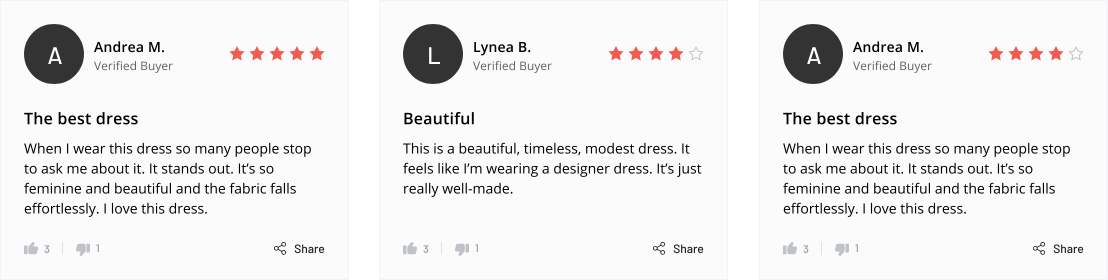 A
Andrea M.
Verified Buyer
The best dress
When I wear this dress so many people stop
to ask me about it. It stands out. It’s so
feminine and beautiful and the fabric falls
effortlessly. I love this dress.
3
1
Share
L
Lynea B.
Verified Buyer
Beautiful
This is a beautiful, timeless, modest dress. It
feels like I’m wearing a designer dress. It’s just
really well-made.
3
1
Share
A
Andrea M.
Verified Buyer
The best dress
When I wear this dress so many people stop
to ask me about it. It stands out. It’s so
feminine and beautiful and the fabric falls
effortlessly. I love this dress.
3
1
Share